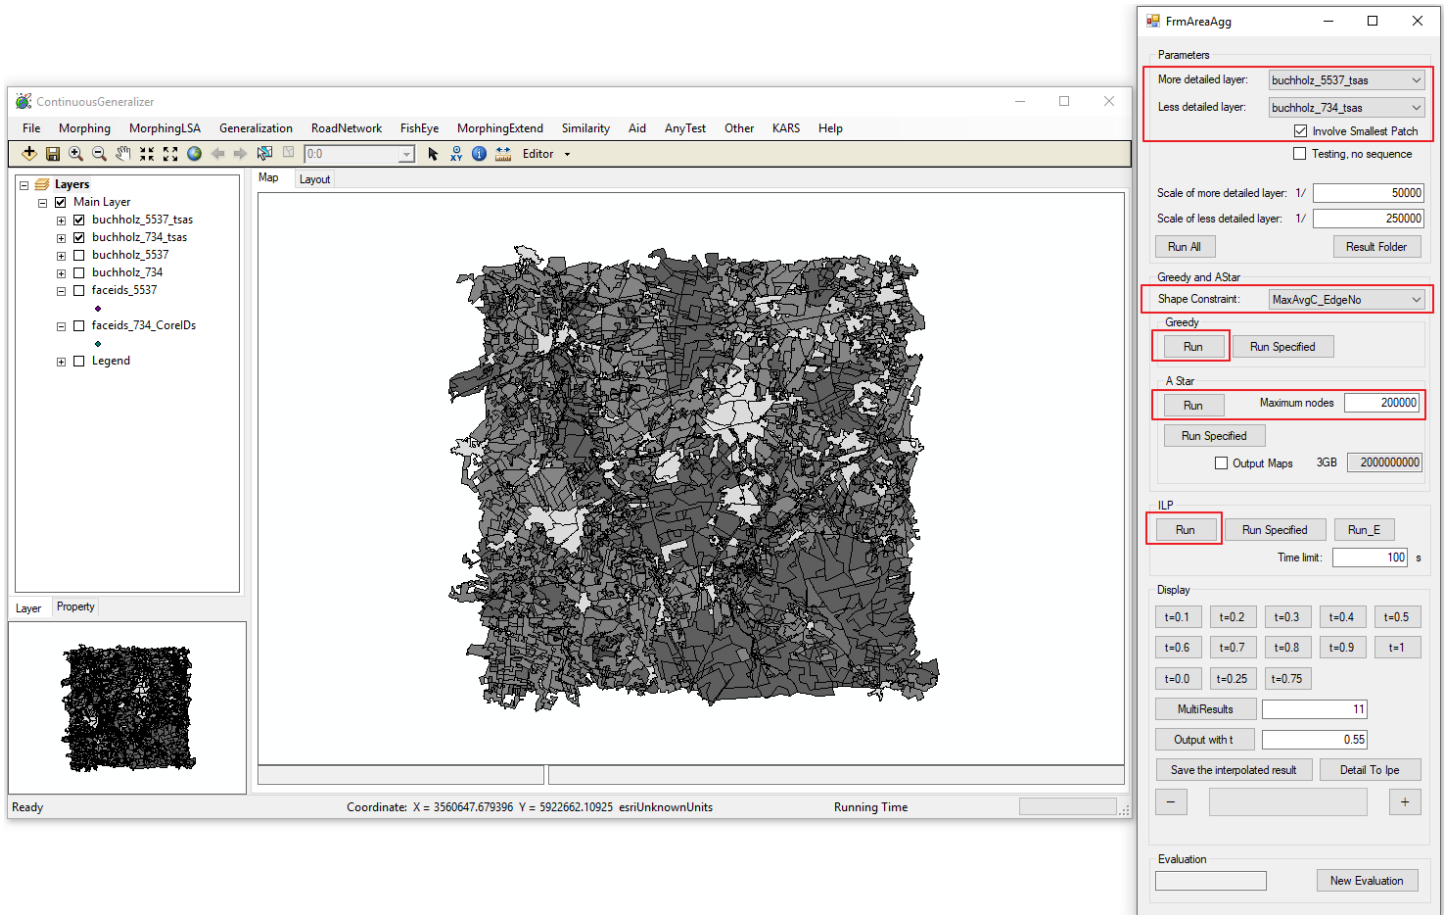 FrmAreaAgg
Parameters
More detailed layer: buchholz_5537_tsas
Less detailed layer: buchholz_734_tsas
Involve Smallest Patch
Testing, no sequence
Scale of more detailed layer: 1/ 50000
Scale of less detailed layer: 1/ 250000
Run All Result Folder
Greedy and AStar
Shape Constraint: MaxAvgC_EdgeNo
Greedy
Run Run Specified
A Star
Run Maximum nodes 200000
Run Specified
Output Maps 3GB 2000000000
ILP
Run Run Specified Run_E
Time limit: 100 s
Display
t=0.1 t=0.2 t=0.3 t=0.4 t=0.5
t=0.6 t=0.7 t=0.8 t=0.9 t=1
t=0.0 t=0.25 t=0.75
MultiResults 11
Output with t 0.55
Save the interpolated result Detail To Ipe
− +
Evaluation
New Evaluation
ContinuousGeneralizer
File Morphing MorphingLSA Generalization RoadNetwork FishEye MorphingExtend Similarity Aid AnyTest Other KARS Help
0:0 XY Editor
Layers
Main Layer
buchholz_5537_tsas
buchholz_734_tsas
buchholz_5537
buchholz_734
faceids_5537
faceids_734_CoreIDs
Legend
Layer Property
Map Layout
Ready Coordinate: X = 3560647.679396 Y = 5922662.10925 esriUnknownUnits Running Time